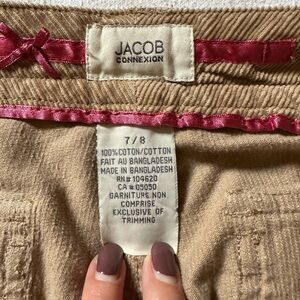 JACOB
CONNEXION
7/8
100% COTON/COTTON
FAIT AU BANGLADESH
MADE IN BANGLADESH
RN# 104620
CA# 05050
GARNITURE NON
COMPRISE
EXCLUSIVE OF
TRIMMING